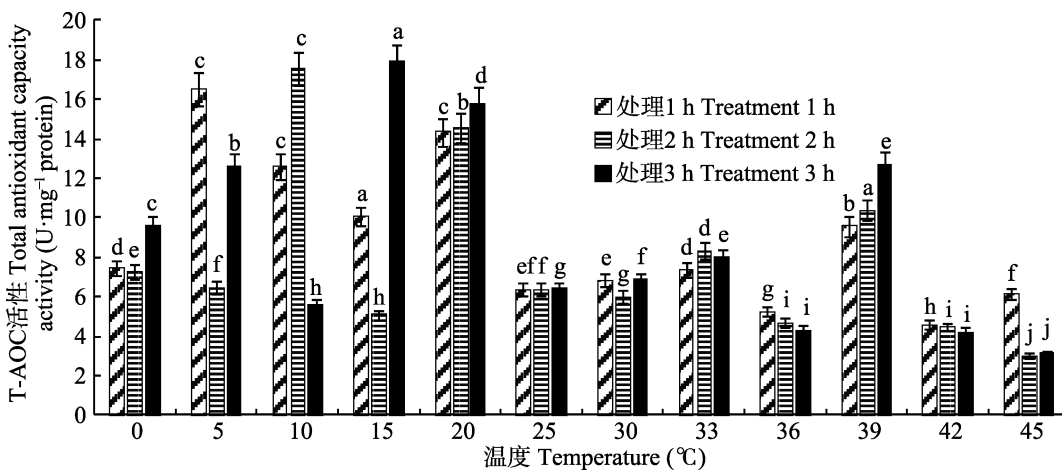 T-AOC活性 Total antioxidant capacity
activity (U·mg⁻¹ protein)
20
18
16
14
12
10
8
6
4
2
0
处理1 h Treatment 1 h
处理2 h Treatment 2 h
处理3 h Treatment 3 h
d e c
c f b
c c h
a h a
c b d
ef f g
e g f
d d e
g i i
b a e
h i i
f j j
0 5 10 15 20 25 30 33 36 39 42 45
温度 Temperature (℃)